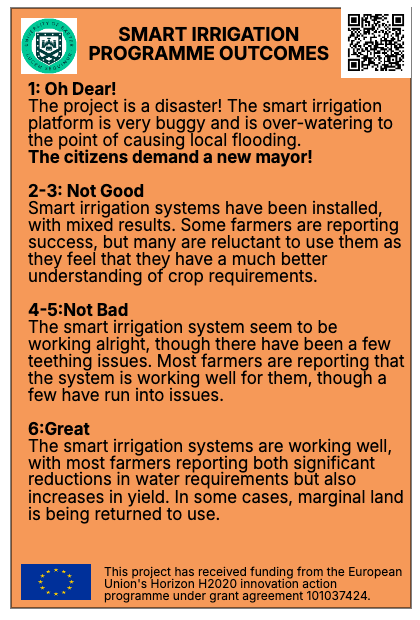 SMART IRRIGATION
PROGRAMME OUTCOMES
1: Oh Dear!
The project is a disaster! The smart irrigation
platform is very buggy and is over-watering to
the point of causing local flooding.
The citizens demand a new mayor!
2-3: Not Good
Smart irrigation systems have been installed,
with mixed results. Some farmers are reporting
success, but many are reluctant to use them as
they feel that they have a much better
understanding of crop requirements.
4-5:Not Bad
The smart irrigation system seem to be
working alright, though there have been a few
teething issues. Most farmers are reporting that
the system is working well for them, though a
few have run into issues.
6:Great
The smart irrigation systems are working well,
with most farmers reporting both significant
reductions in water requirements but also
increases in yield. In some cases, marginal land
is being returned to use.
This project has received funding from the European
Union's Horizon H2020 innovation action
programme under grant agreement 101037424.